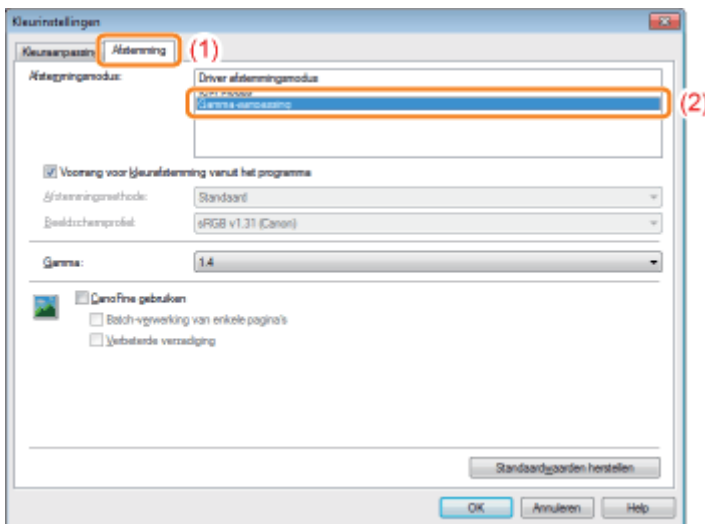 Kleurinstellingen
Kleuraanpassing
Afstemming
(1)
Afstemmingsmodus:
Driver afstemmingsmodus
Gamma-aanpassing
(2)
Voorrang voor kleurafstemming vanuit het programma
Afstemmingsmethode:
Standaard
Beeldschermprofiel:
sRGB v1.31 (Canon)
Gamma:
1.4
CanoFine gebruiken
Batch-verwerking van enkele pagina's
Verbeterde verzadiging
Standaardwaarden herstellen
OK
Annuleren
Help